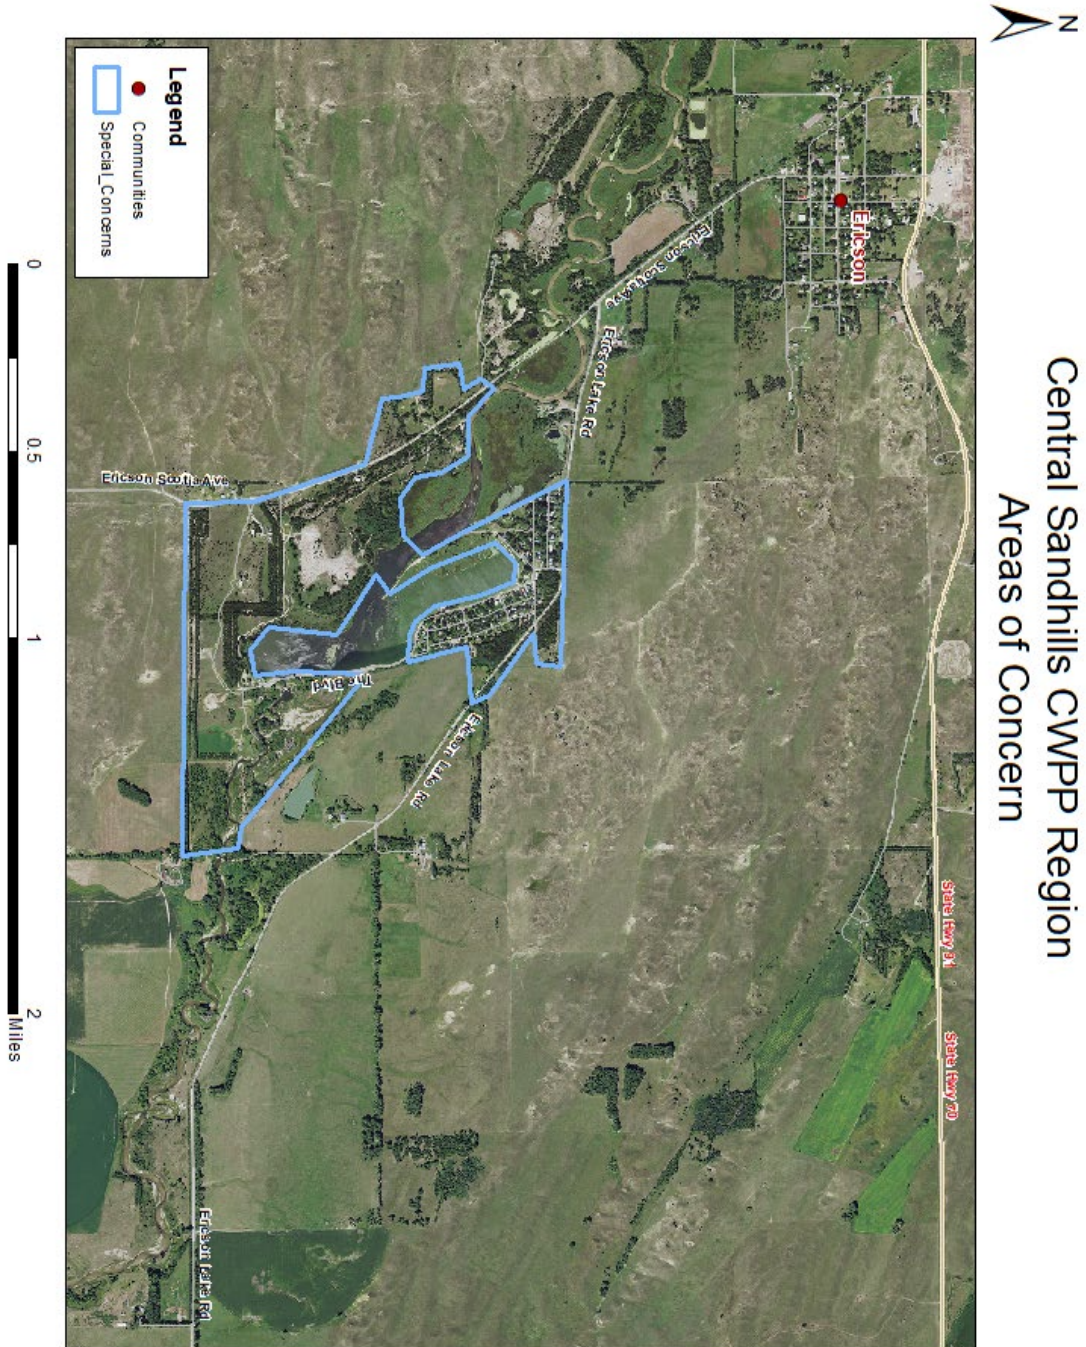 Central Sandhills CWPP Region
Areas of Concern
N
State Hwy 91
State Hwy 70
Ericson
Ericson Scotia Ave
Ericson Lake Rd
Ericson Lake Rd
The Blvd
Ericson Scotia Ave
Ericson Lake Rd
Legend
Communities
Special_Concerns
0
0.5
1
2
Miles